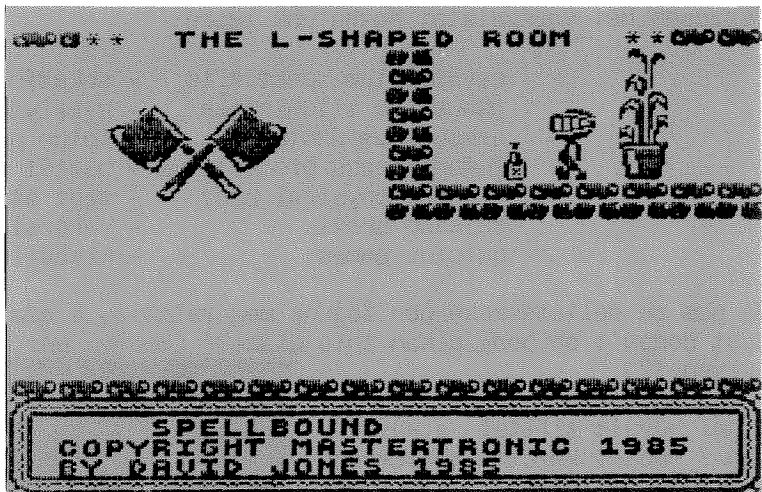 ** THE L-SHAPED ROOM **
SPELLBOUND
COPYRIGHT MASTERTRONIC 1985
BY DAVID JONES 1985